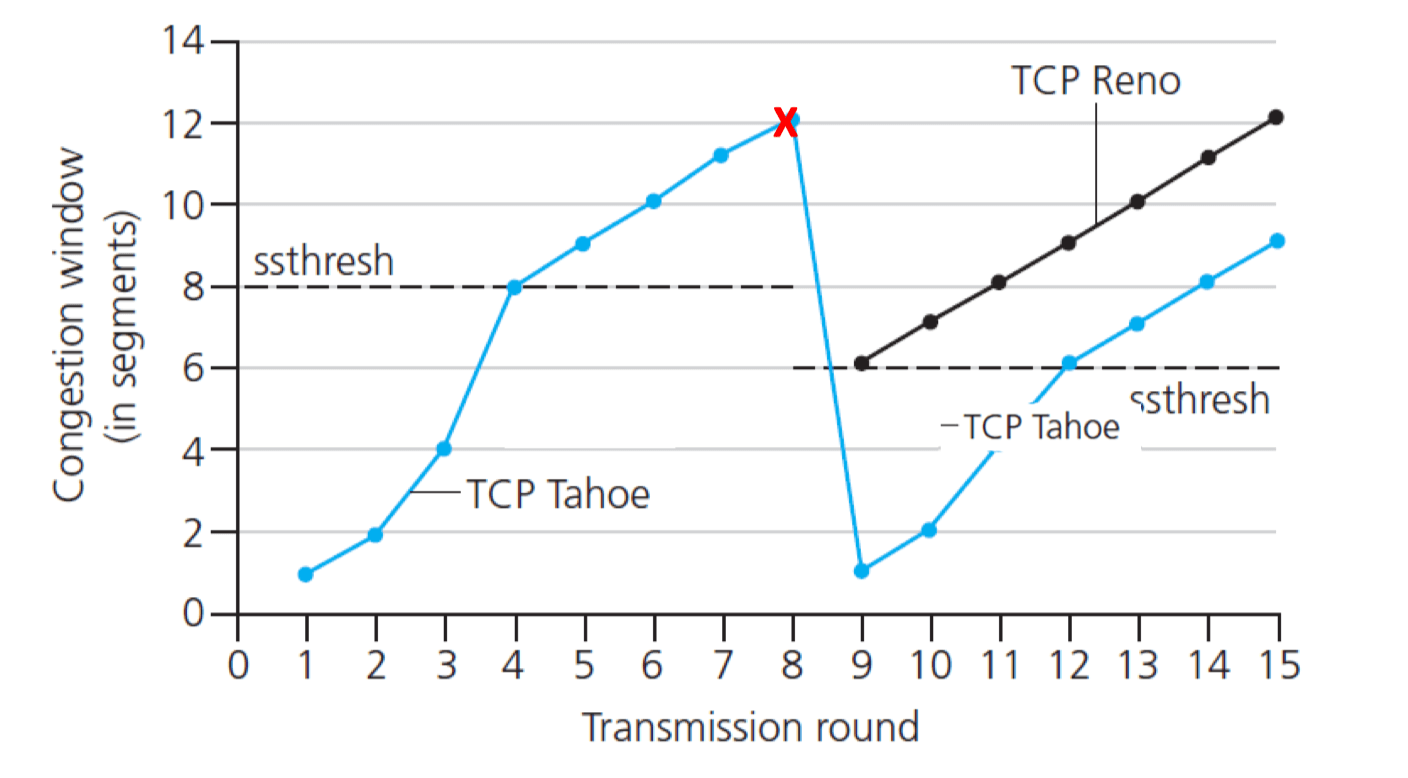 14
TCP Reno
12
X
10
ssthresh
8
6
ssthresh
TCP Tahoe
4
TCP Tahoe
2
0
0 1 2 3 4 5 6 7 8 9 10 11 12 13 14 15
Transmission round
Congestion window
(in segments)